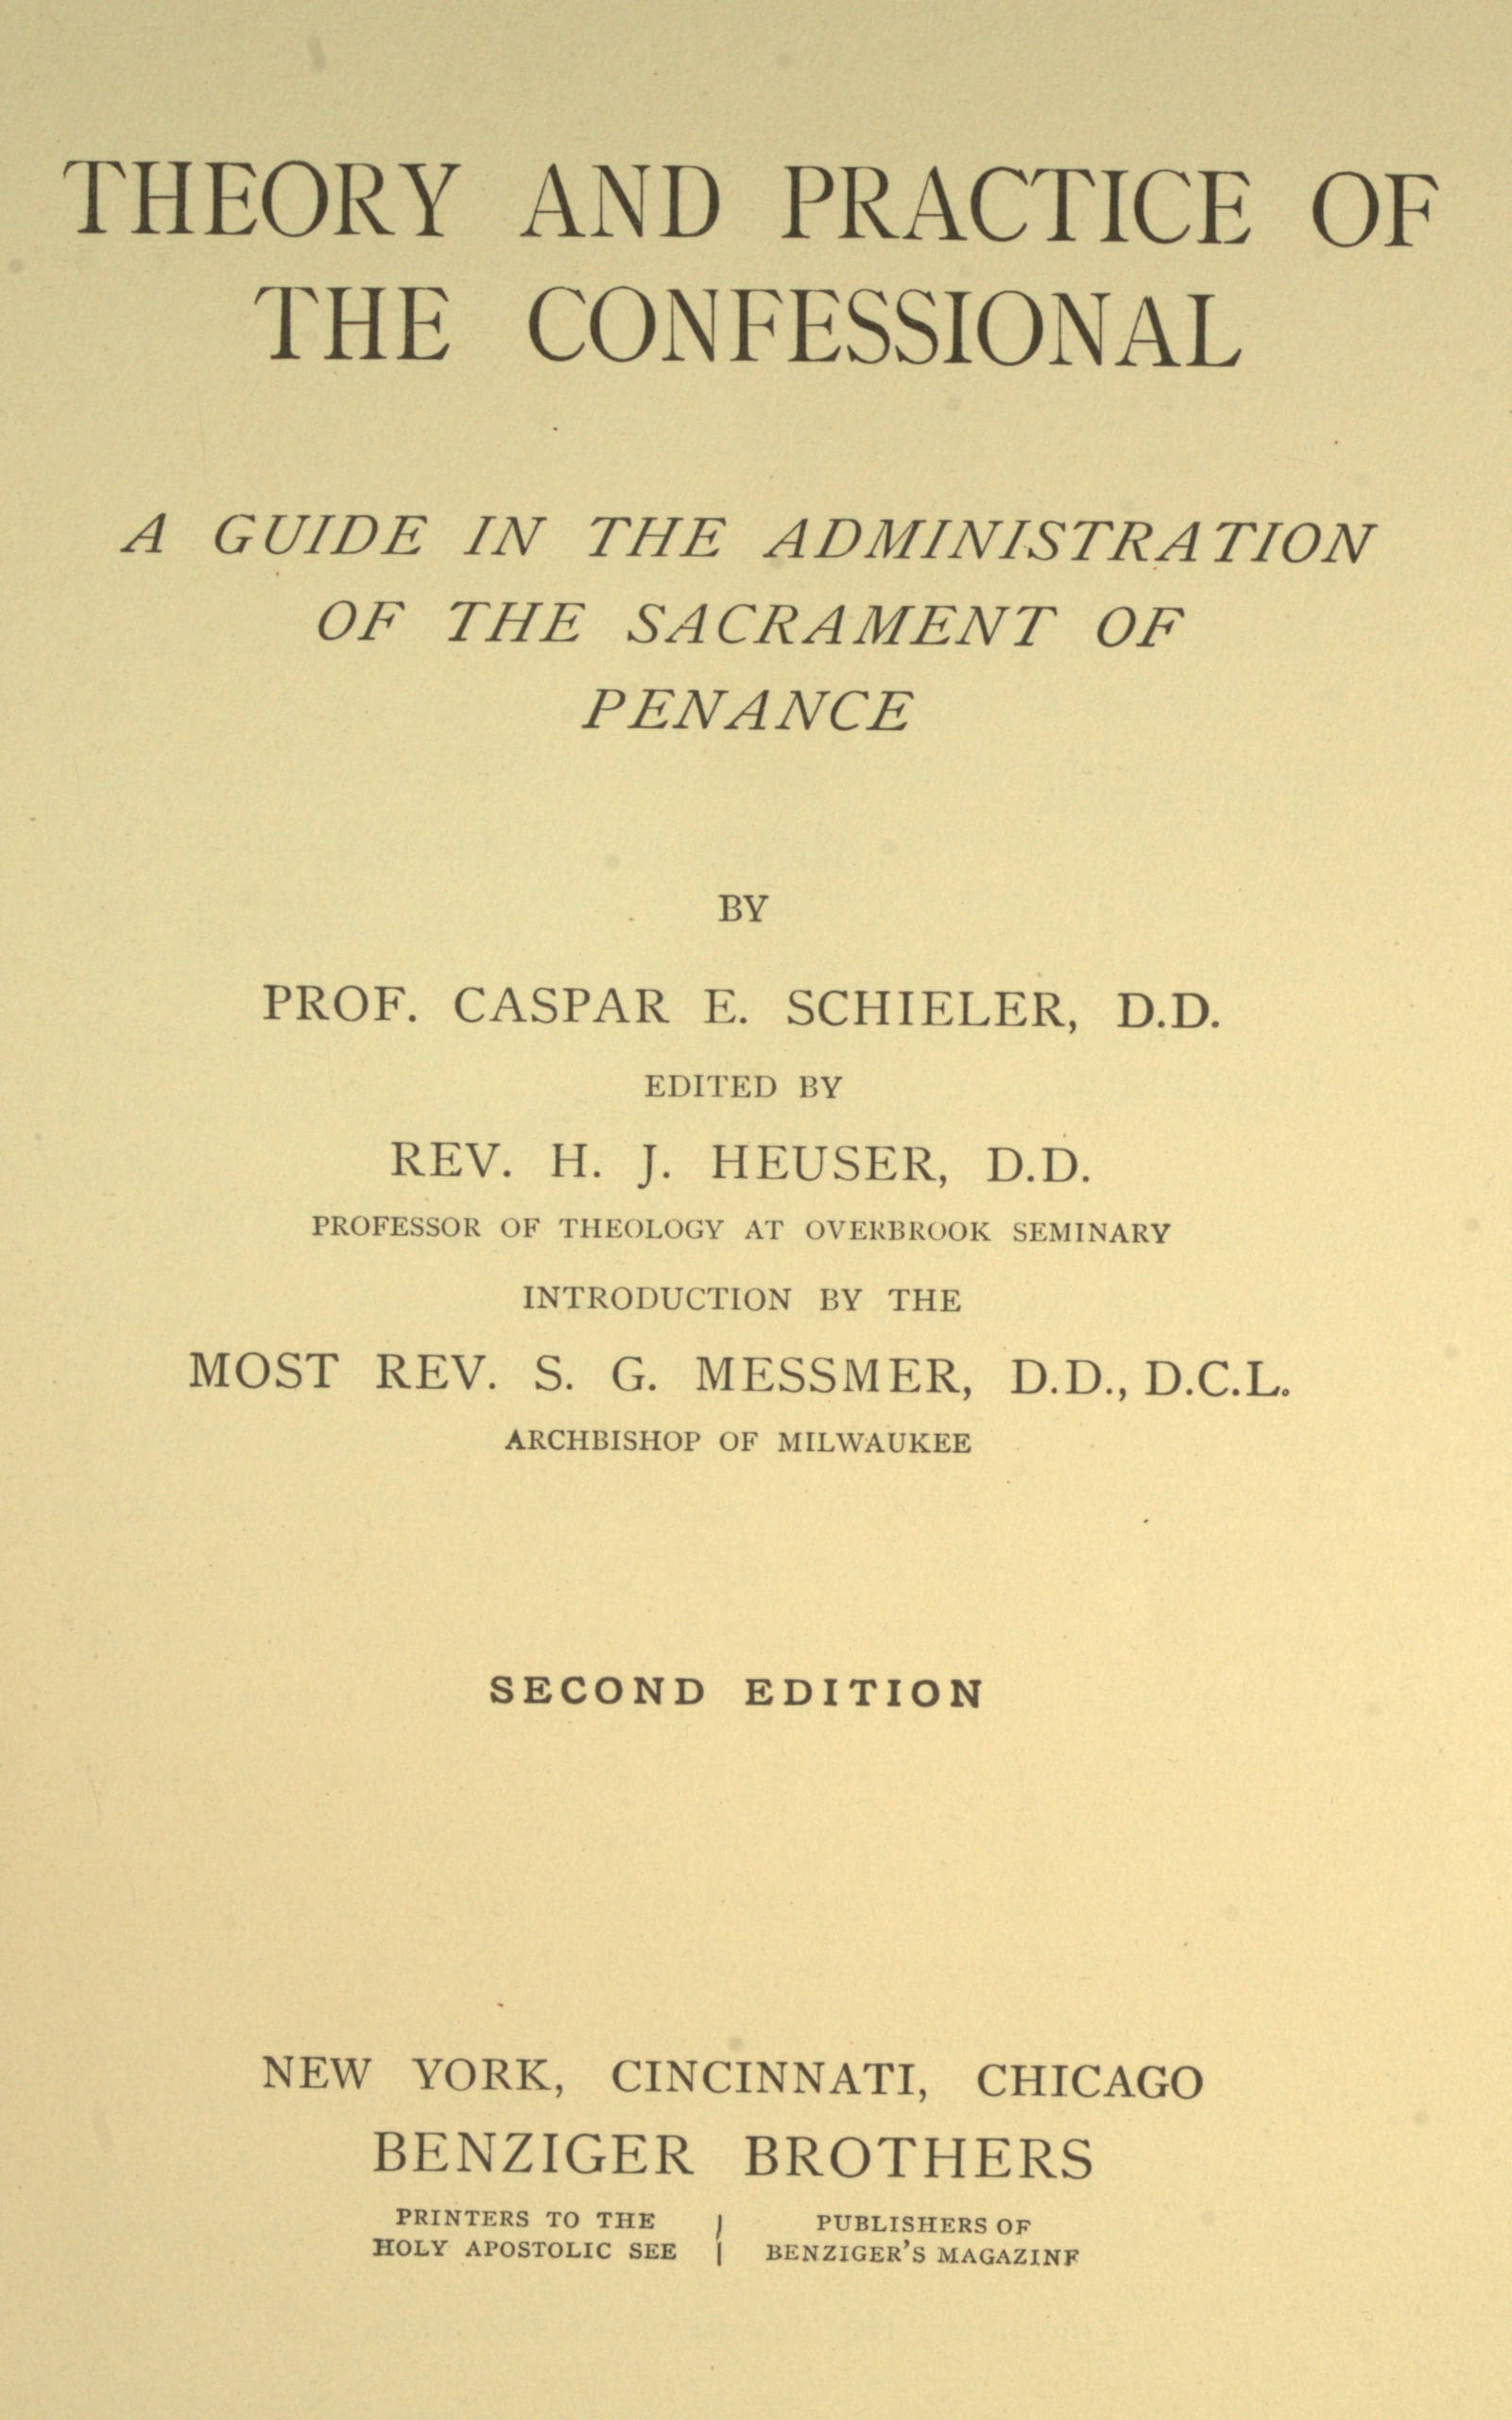 THEORY AND PRACTICE OF
THE CONFESSIONAL
A GUIDE IN THE ADMINISTRATION
OF THE SACRAMENT OF
PENANCE
BY
PROF. CASPAR E. SCHIELER, D.D.
EDITED BY
REV. H. J. HEUSER, D.D.
PROFESSOR OF THEOLOGY AT OVERBROOK SEMINARY
INTRODUCTION BY THE
MOST REV. S. G. MESSMER, D.D., D.C.L.
ARCHBISHOP OF MILWAUKEE
SECOND EDITION
NEW YORK, CINCINNATI, CHICAGO
BENZIGER BROTHERS
PRINTERS TO THE
HOLY APOSTOLIC SEE
PUBLISHERS OF
BENZIGER'S MAGAZINE